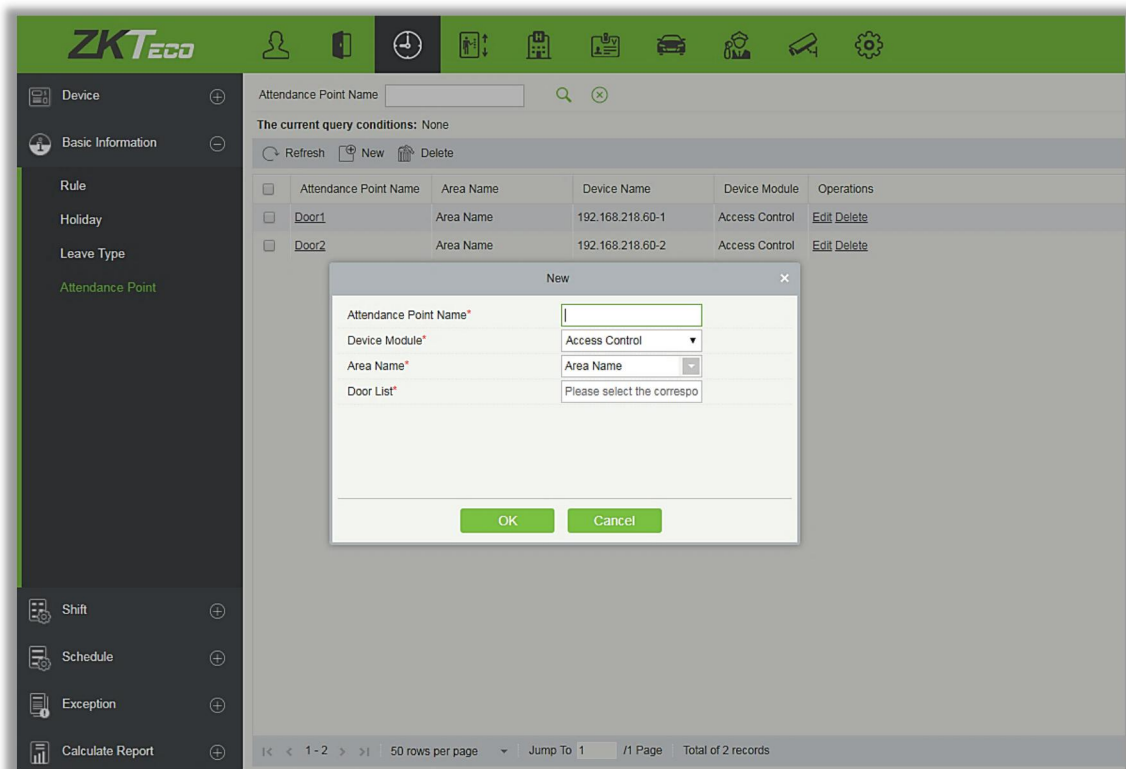 ZKTECO
Device
Basic Information
Rule
Holiday
Leave Type
Attendance Point
Shift
Schedule
Exception
Calculate Report
Attendance Point Name
The current query conditions: None
Refresh New Delete
Attendance Point Name Area Name Device Name Device Module Operations
Door1 Area Name 192.168.218.60-1 Access Control Edit Delete
Door2 Area Name 192.168.218.60-2 Access Control Edit Delete
New
Attendance Point Name*
Device Module* Access Control
Area Name* Area Name
Door List* Please select the correspo
OK Cancel
1 - 2 50 rows per page Jump To 1 /1 Page Total of 2 records